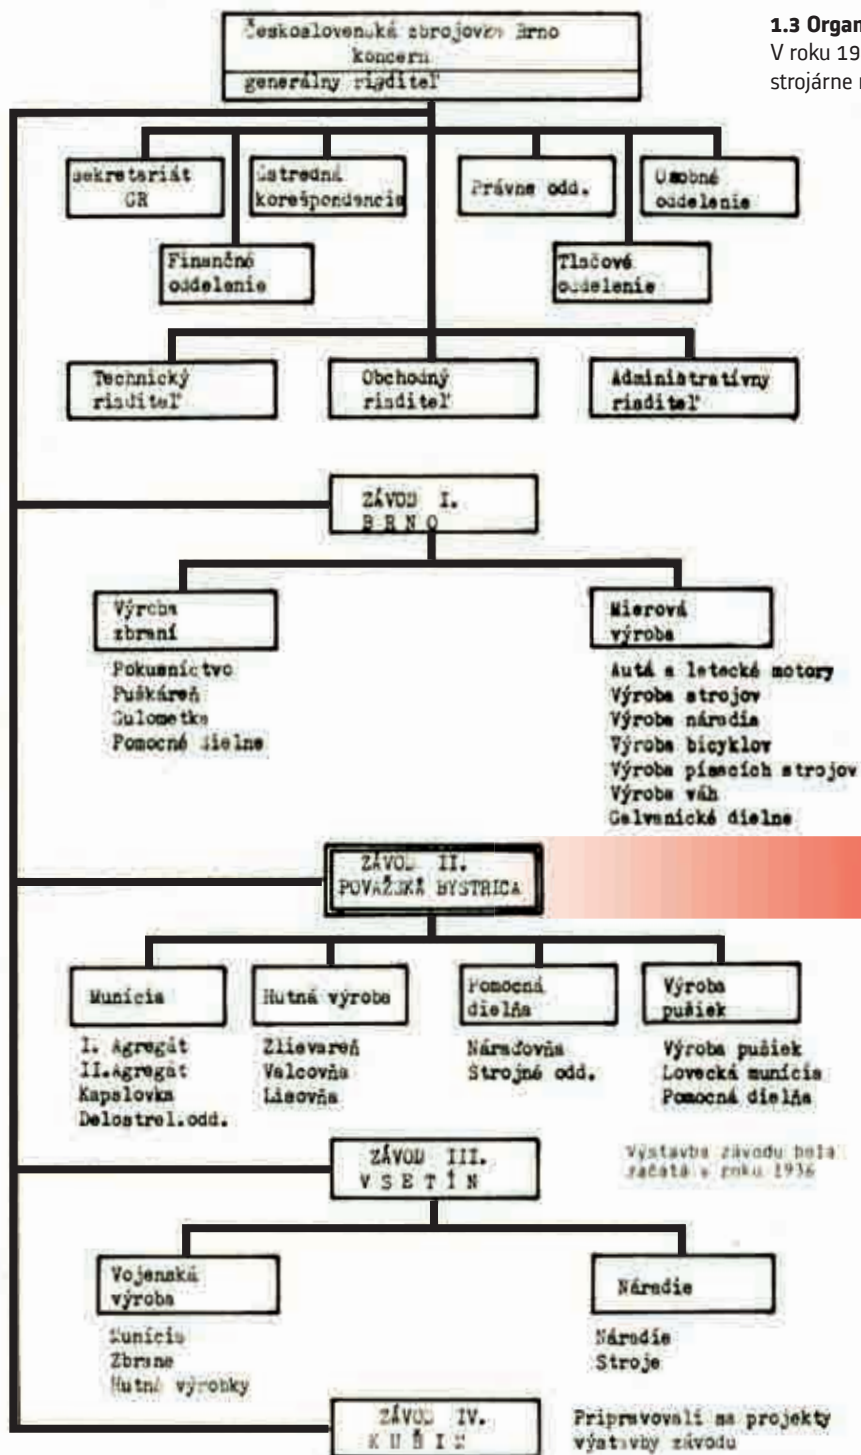 Československá zbrojovka Brno
koncern
generálny riaditeľ
1.3 Organ
V roku 19
strojárne
sekretariát
GR
Ústredná
korešpondencia
Právne odd.
Osobné
oddelenie
Finančné
oddelenie
Tlačové
oddelenie
Technický
riaditeľ
Obchodný
riaditeľ
Administratívny
riaditeľ
ZÁVOD I.
B R N O
Výroba
zbraní
Pokusníctvo
Puškáreň
Gulometka
Pomocné dielne
Mierová
výroba
Autá a letecké motory
Výroba strojov
Výroba náradia
Výroba bicyklov
Výroba písacích strojov
Výroba váh
Galvanické dielne
ZÁVOD II.
POVAŽSKÁ BYSTRICA
Munícia
I. Agregát
II.Agregát
Kapslovka
Delostrel.odd.
Hutná výroba
Zlievareň
Valcovňa
Lisovňa
Pomocná
dielňa
Náraďovňa
Strojné odd.
Výroba
pušiek
Výroba pušiek
Lovecká munícia
Pomocná dielňa
Výstavba závodu bola
začatá v roku 1936
ZÁVOD III.
V S E T Í N
Vojenská
výroba
Munícia
Zbrane
Hutné výrobky
Náradie
Náradie
Stroje
ZÁVOD IV.
Pripravovali sa projekty
výstavby závodu